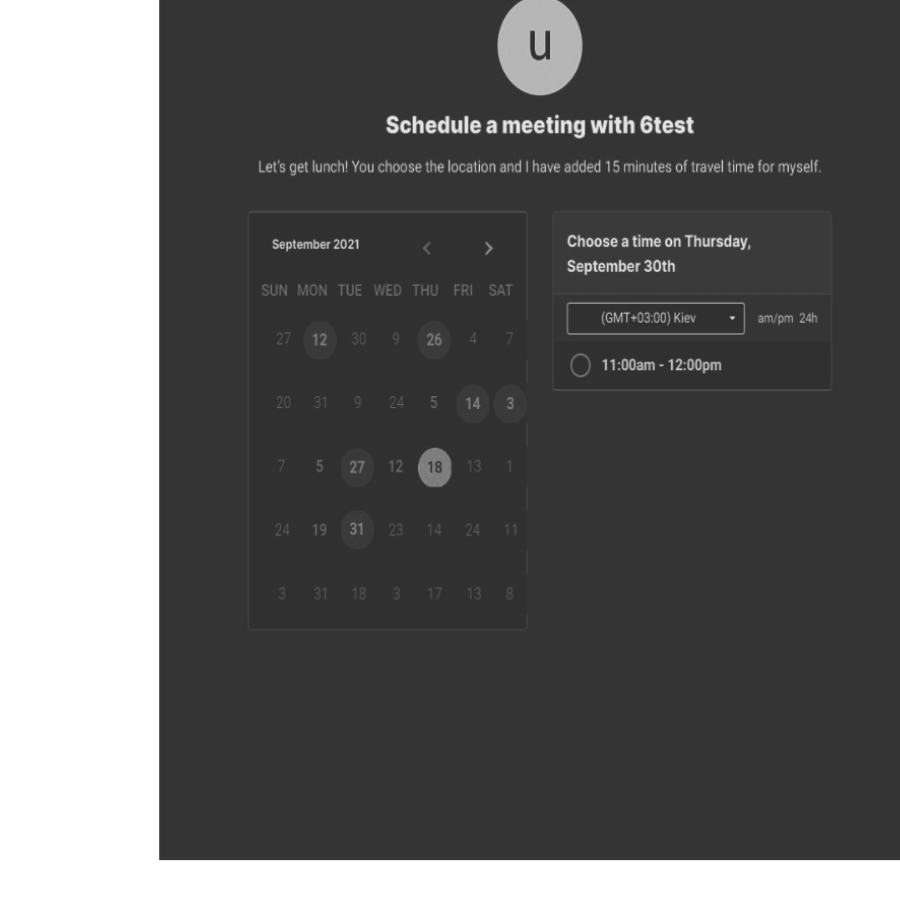 u
Schedule a meeting with 6test
Let's get lunch! You choose the location and I have added 15 minutes of travel time for myself.
September 2021
SUN MON TUE WED THU FRI SAT
27 12 30 9 26 4 7
20 31 9 24 5 14 3
7 5 27 12 18 13 1
24 19 31 23 14 24 11
3 31 18 3 17 13 8
Choose a time on Thursday,
September 30th
(GMT+03:00) Kiev am/pm 24h
11:00am - 12:00pm